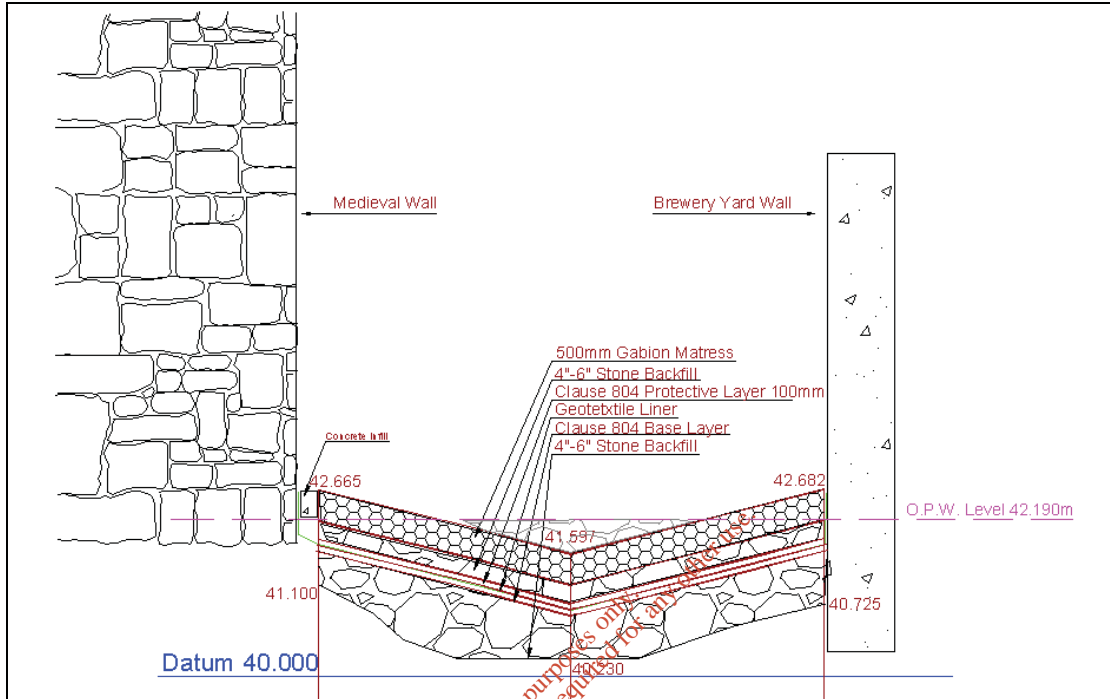 Medieval Wall
Brewery Yard Wall
500mm Gabion Matress
4"-6" Stone Backfill
Clause 804 Protective Layer 100mm
Geotetxtile Liner
Clause 804 Base Layer
4"-6" Stone Backfill
Concrete Infill
42.665
42.682
O.P.W. Level 42.190m
41.597
41.100
40.725
Datum 40.000
40.230
purposes only.
required for any other use